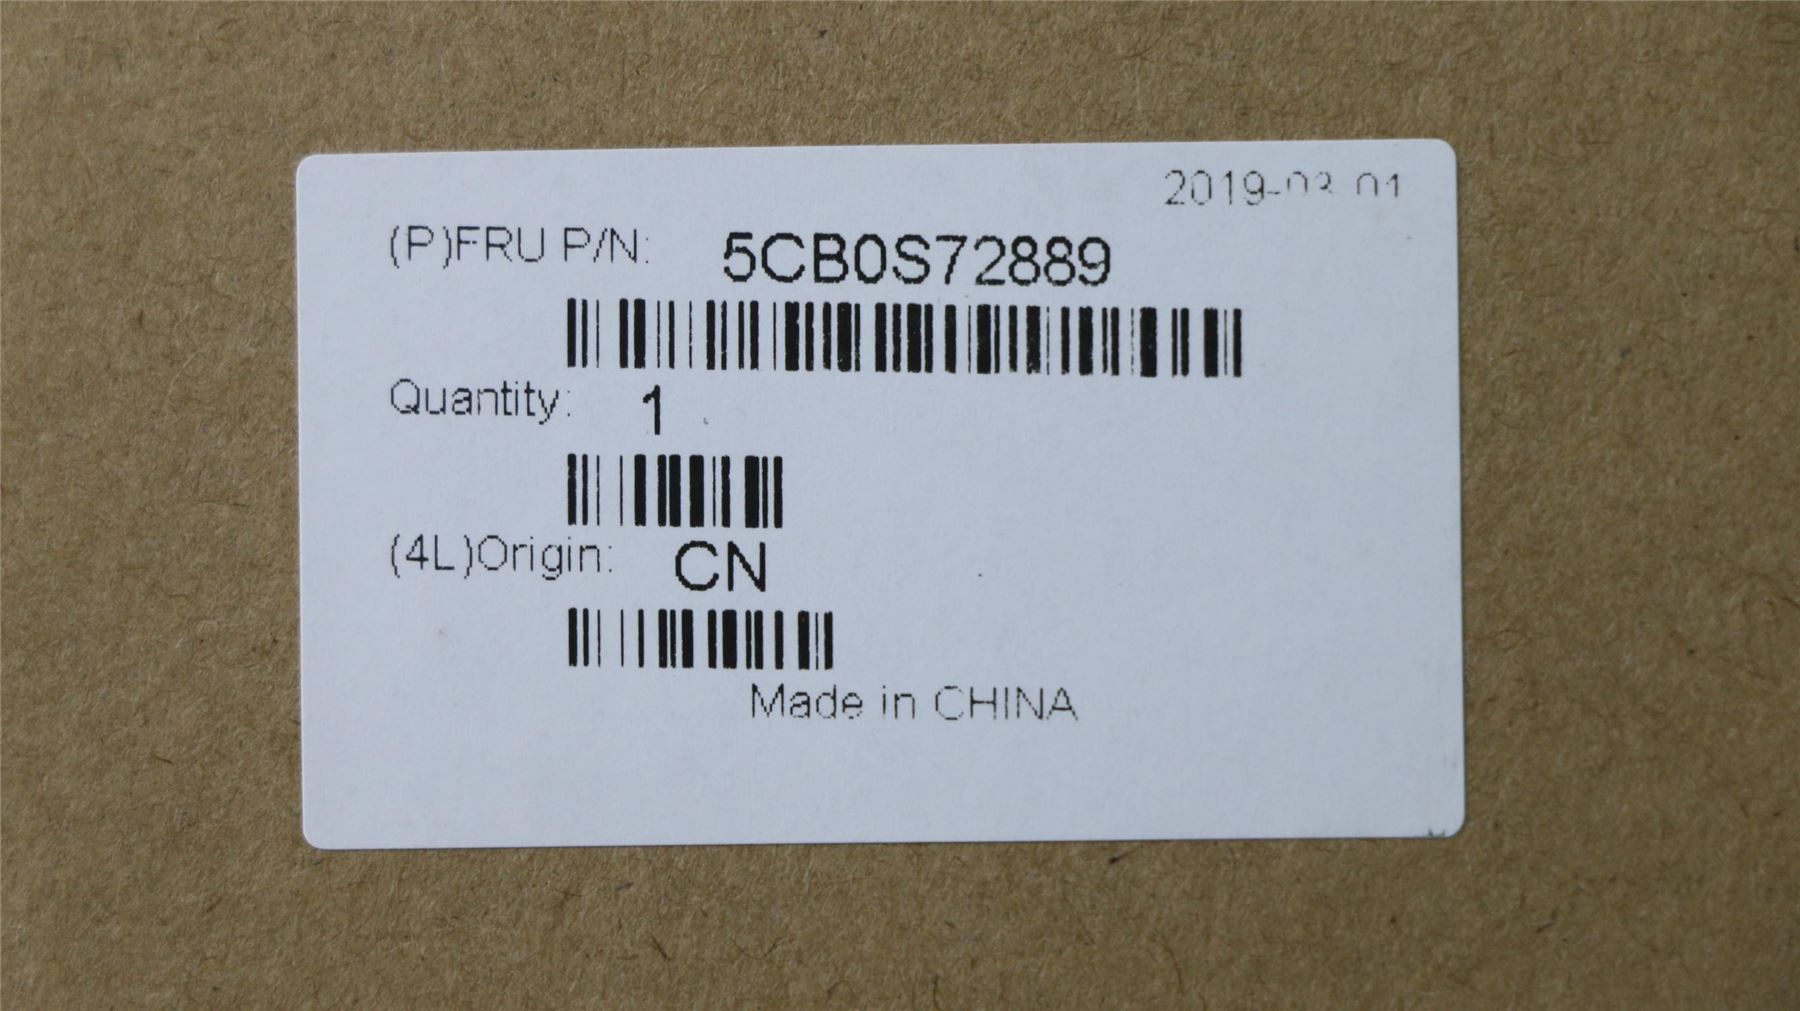 2019-03-01
(P)FRU P/N: 5CB0S72889
Quantity: 1
(4L)Origin: CN
Made in CHINA